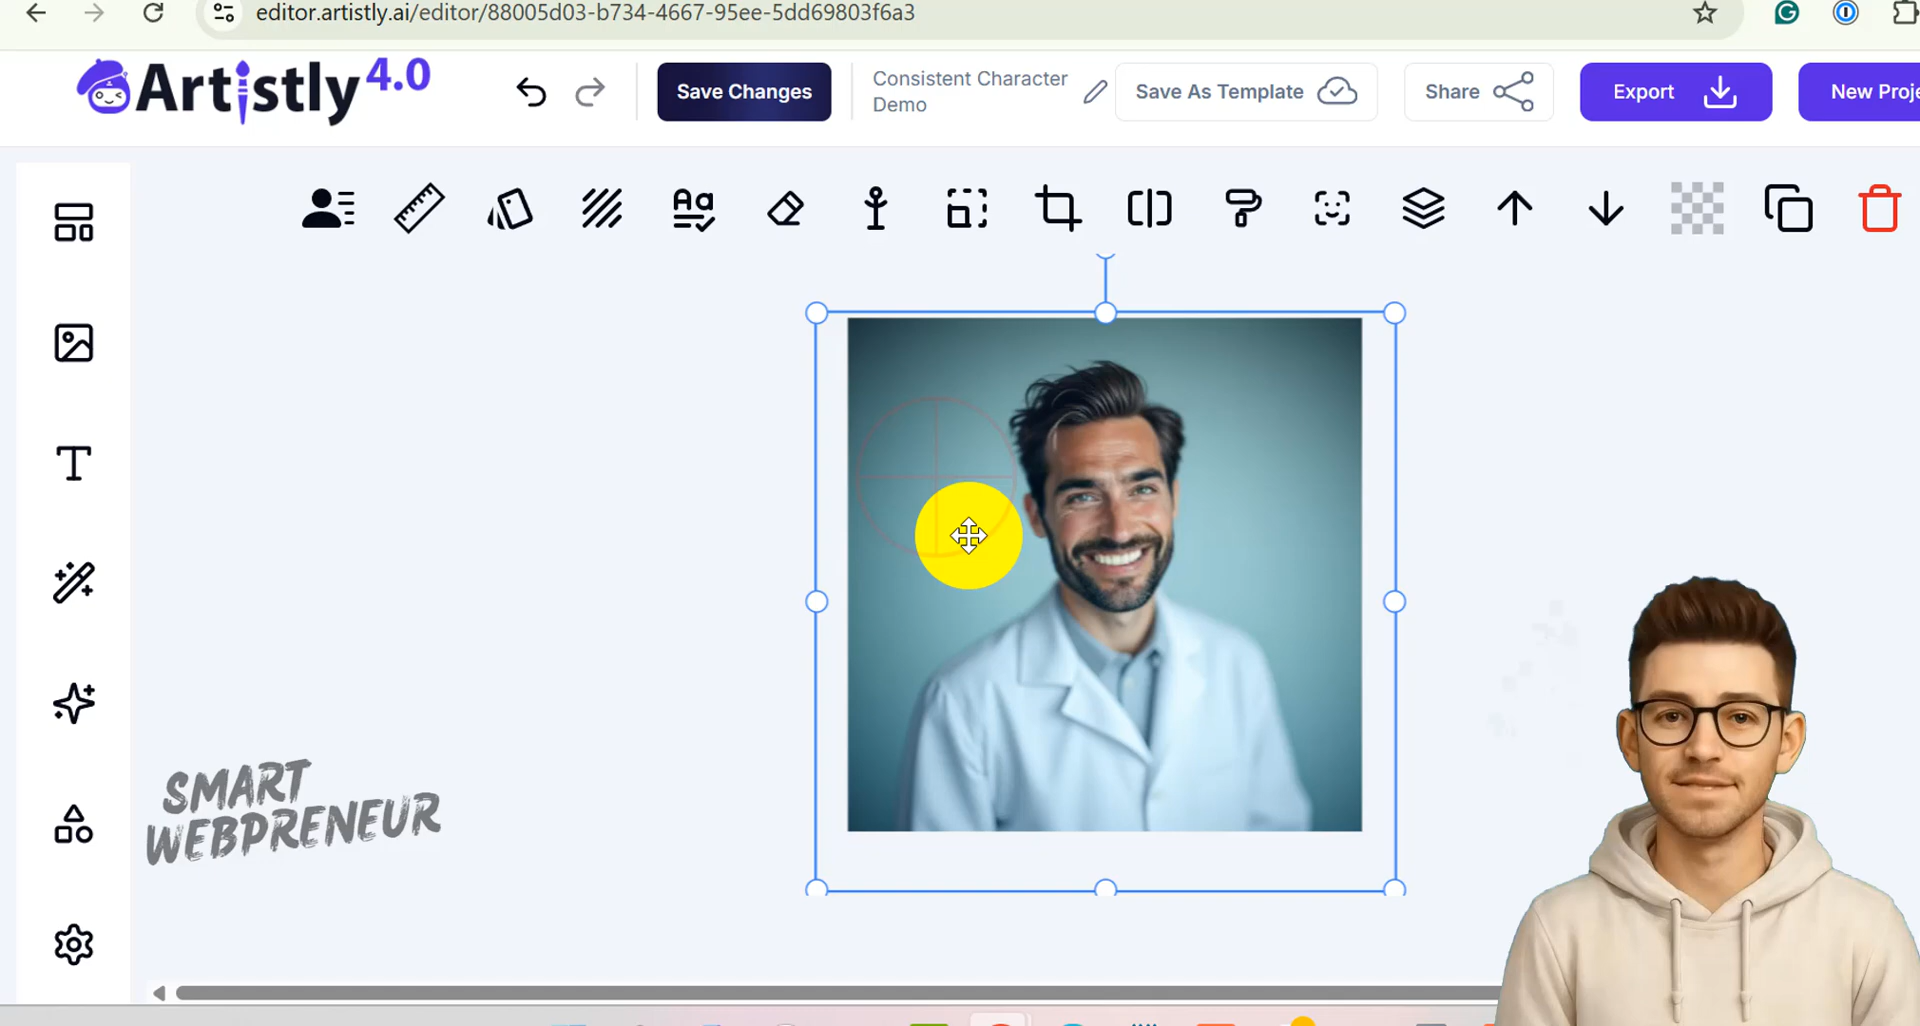 editor.artistly.ai/editor/88005d03-b734-4667-95ee-5dd69803f6a3
Artistly 4.0
Save Changes
Consistent Character
Demo
Save As Template
Share
Export
New Proje
Aa
SMART
WEBPRENEUR